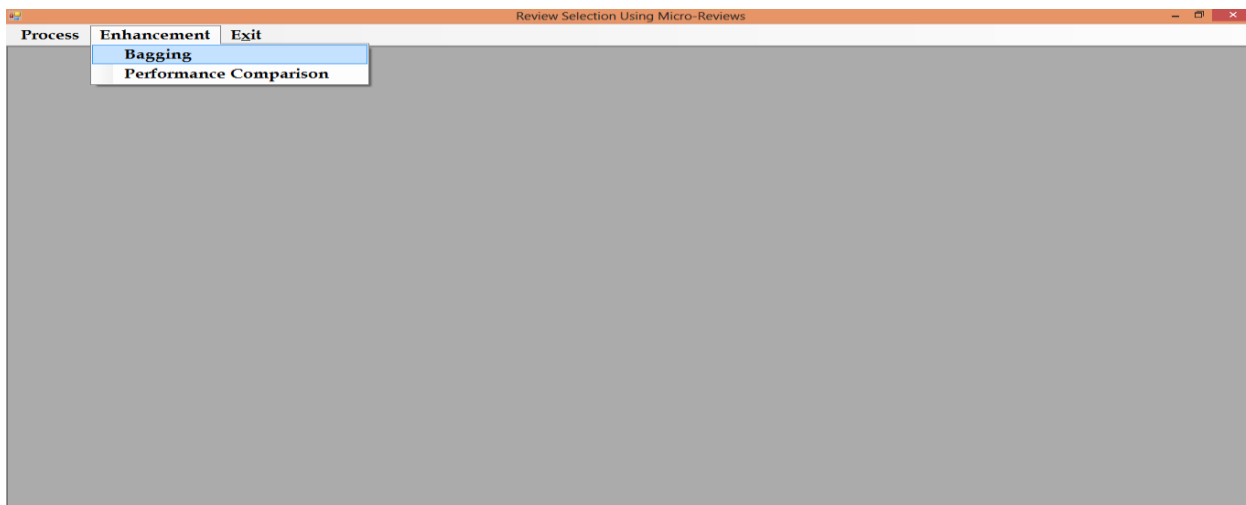 Review Selection Using Micro-Reviews
Process Enhancement Exit
Bagging
Performance Comparison